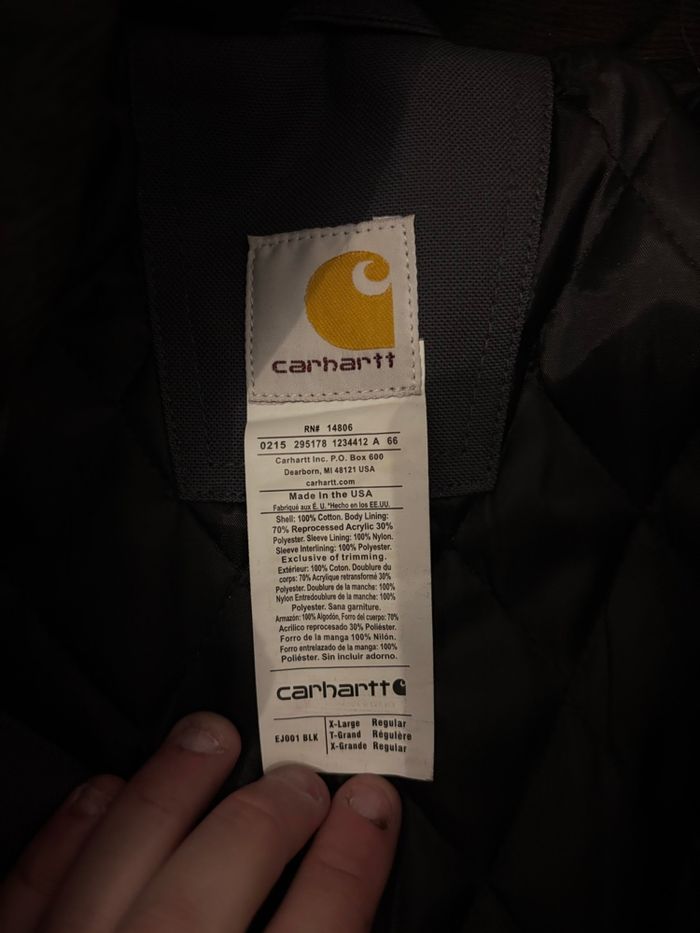 carhartt
RN# 14806
0215 295178 1234412 A 66
Carhartt Inc. P.O. Box 600
Dearborn, MI 48121 USA
carhartt.com
Made in the USA
Fabriqué aux É. U. *Hecho en los EE.UU.
Shell: 100% Cotton. Body Lining:
70% Reprocessed Acrylic 30%
Polyester. Sleeve Lining: 100% Nylon.
Sleeve Interlining: 100% Polyester.
Exclusive of trimming.
Extérieur: 100% Coton. Doublure du
corps: 70% Acrylique retransformé 30%
Polyester. Doublure de la manche: 100%
Nylon Entredoublure de la manche: 100%
Polyester. Sana garniture.
Armazón: 100% Algodón, Forro del cuerpo: 70%
Acrílico reprocesado 30% Poliéster.
Forro de la manga 100% Nilón.
Forro entrelazado de la manga: 100%
Poliéster. Sin incluir adorno.
carhartt
EJ001 BLK
X-Large Regular
T-Grand Régulère
X-Grande Regular